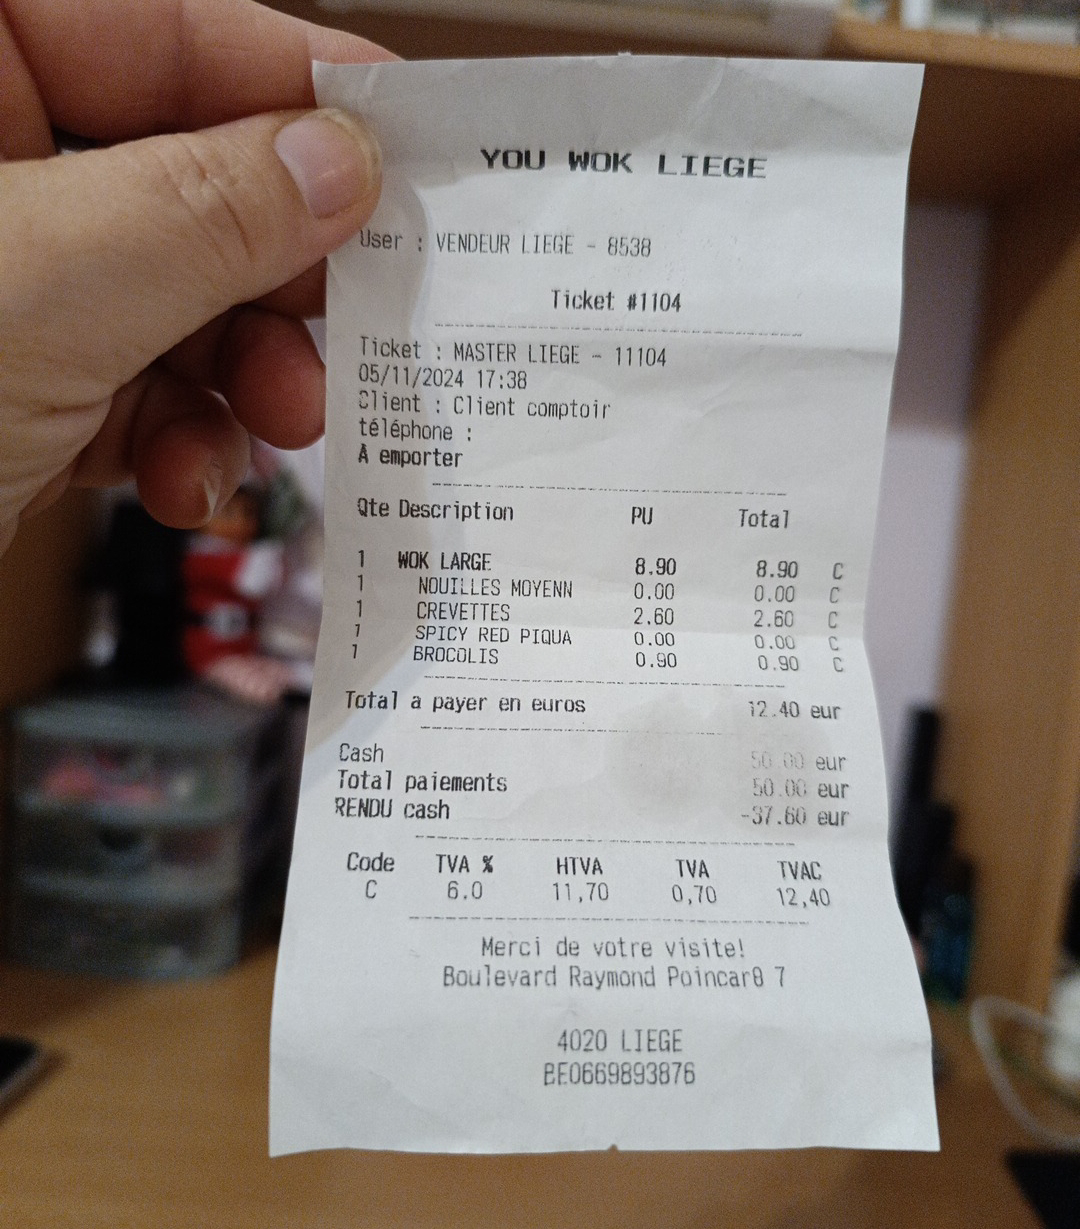 YOU WOK LIEGE
User : VENDEUR LIEGE - 8538
Ticket #1104
Ticket : MASTER LIEGE - 11104
05/11/2024 17:38
Client : Client comptoir
téléphone :
À emporter
Qte Description PU Total
1 WOK LARGE 8.90 8.90 C
1 NOUILLES MOYENN 0.00 0.00 C
1 CREVETTES 2.60 2.60 C
1 SPICY RED PIQUA 0.00 0.00 C
1 BROCOLIS 0.90 0.90 C
Total a payer en euros 12.40 eur
Cash 50.00 eur
Total paiements 50.00 eur
RENDU cash -37.60 eur
Code TVA % HTVA TVA TVAC
C 6.0 11,70 0,70 12,40
Merci de votre visite!
Boulevard Raymond Poincar0 7
4020 LIEGE
BE0669893876